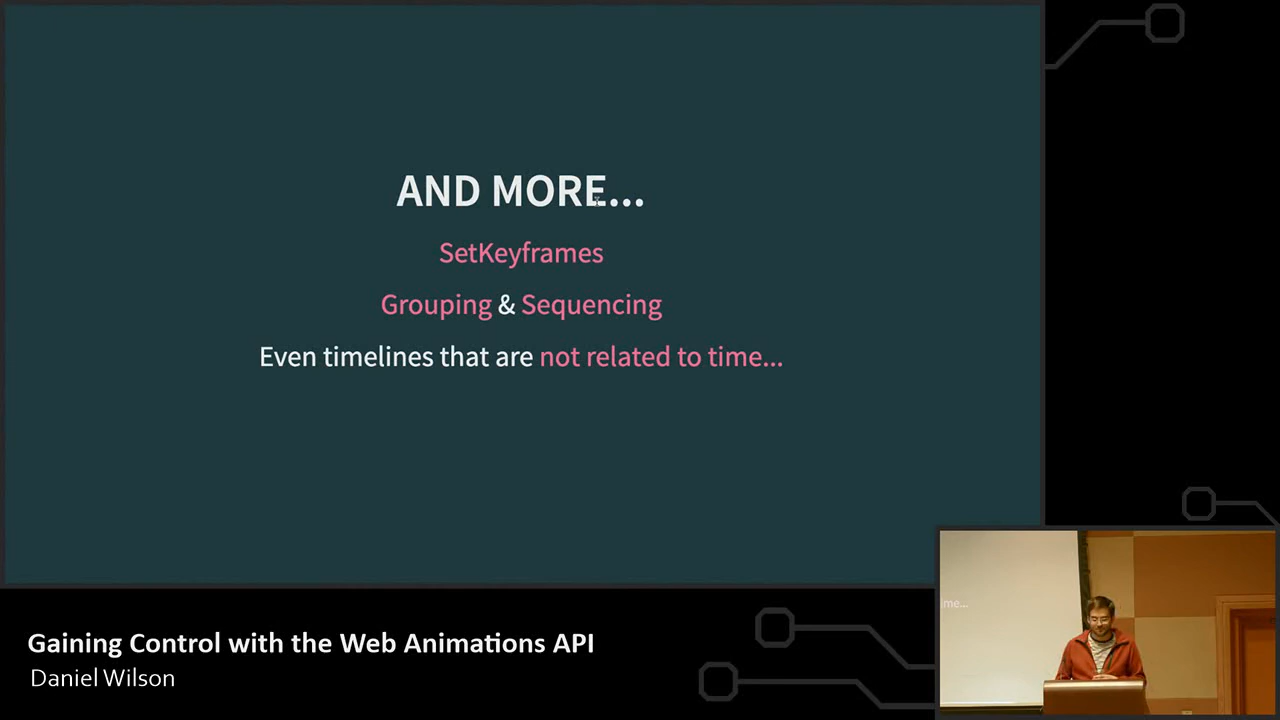 AND MORE...
SetKeyframes
Grouping & Sequencing
Even timelines that are not related to time...
ime...
Gaining Control with the Web Animations API
Daniel Wilson